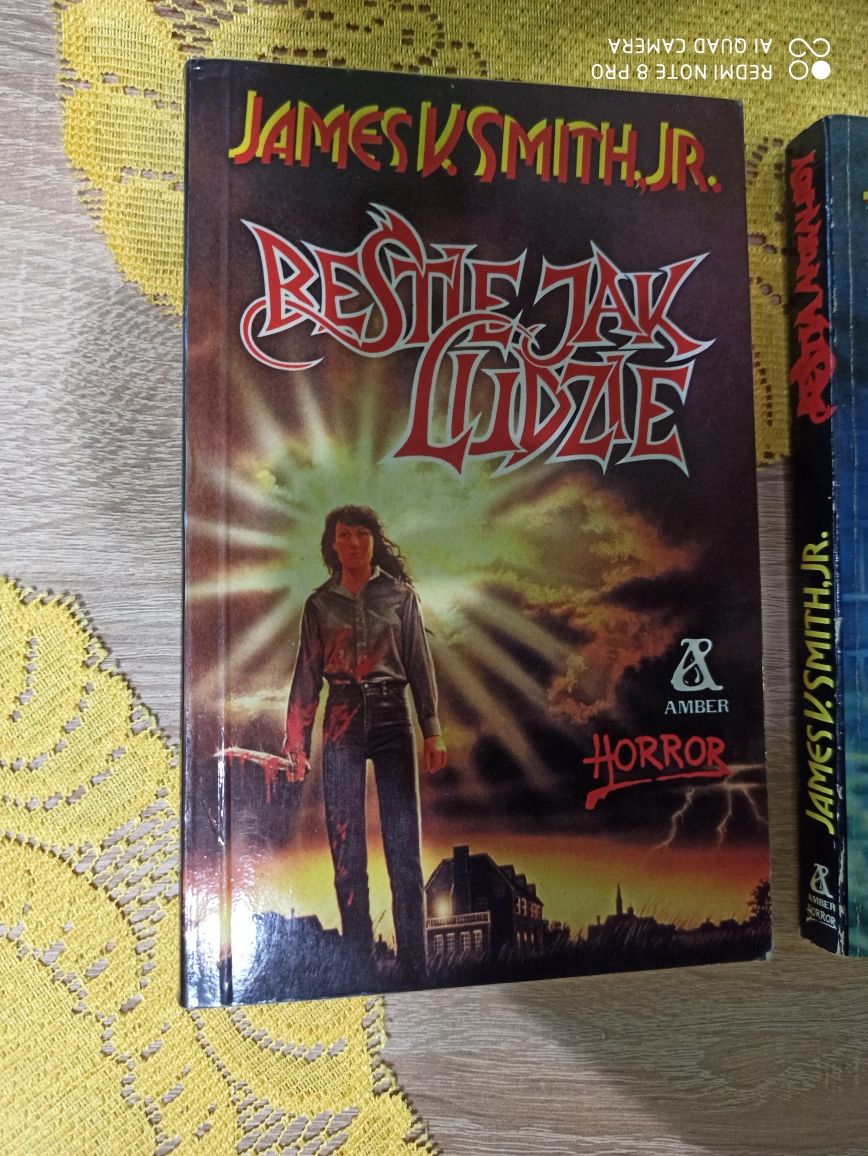 REDMI NOTE 8 PRO
AI QUAD CAMERA
JAMES V. SMITH, JR.
BESTIE JAK
LUDZIE
AMBER
HORROR
JAMES V. SMITH, JR.
AMBER
HORROR